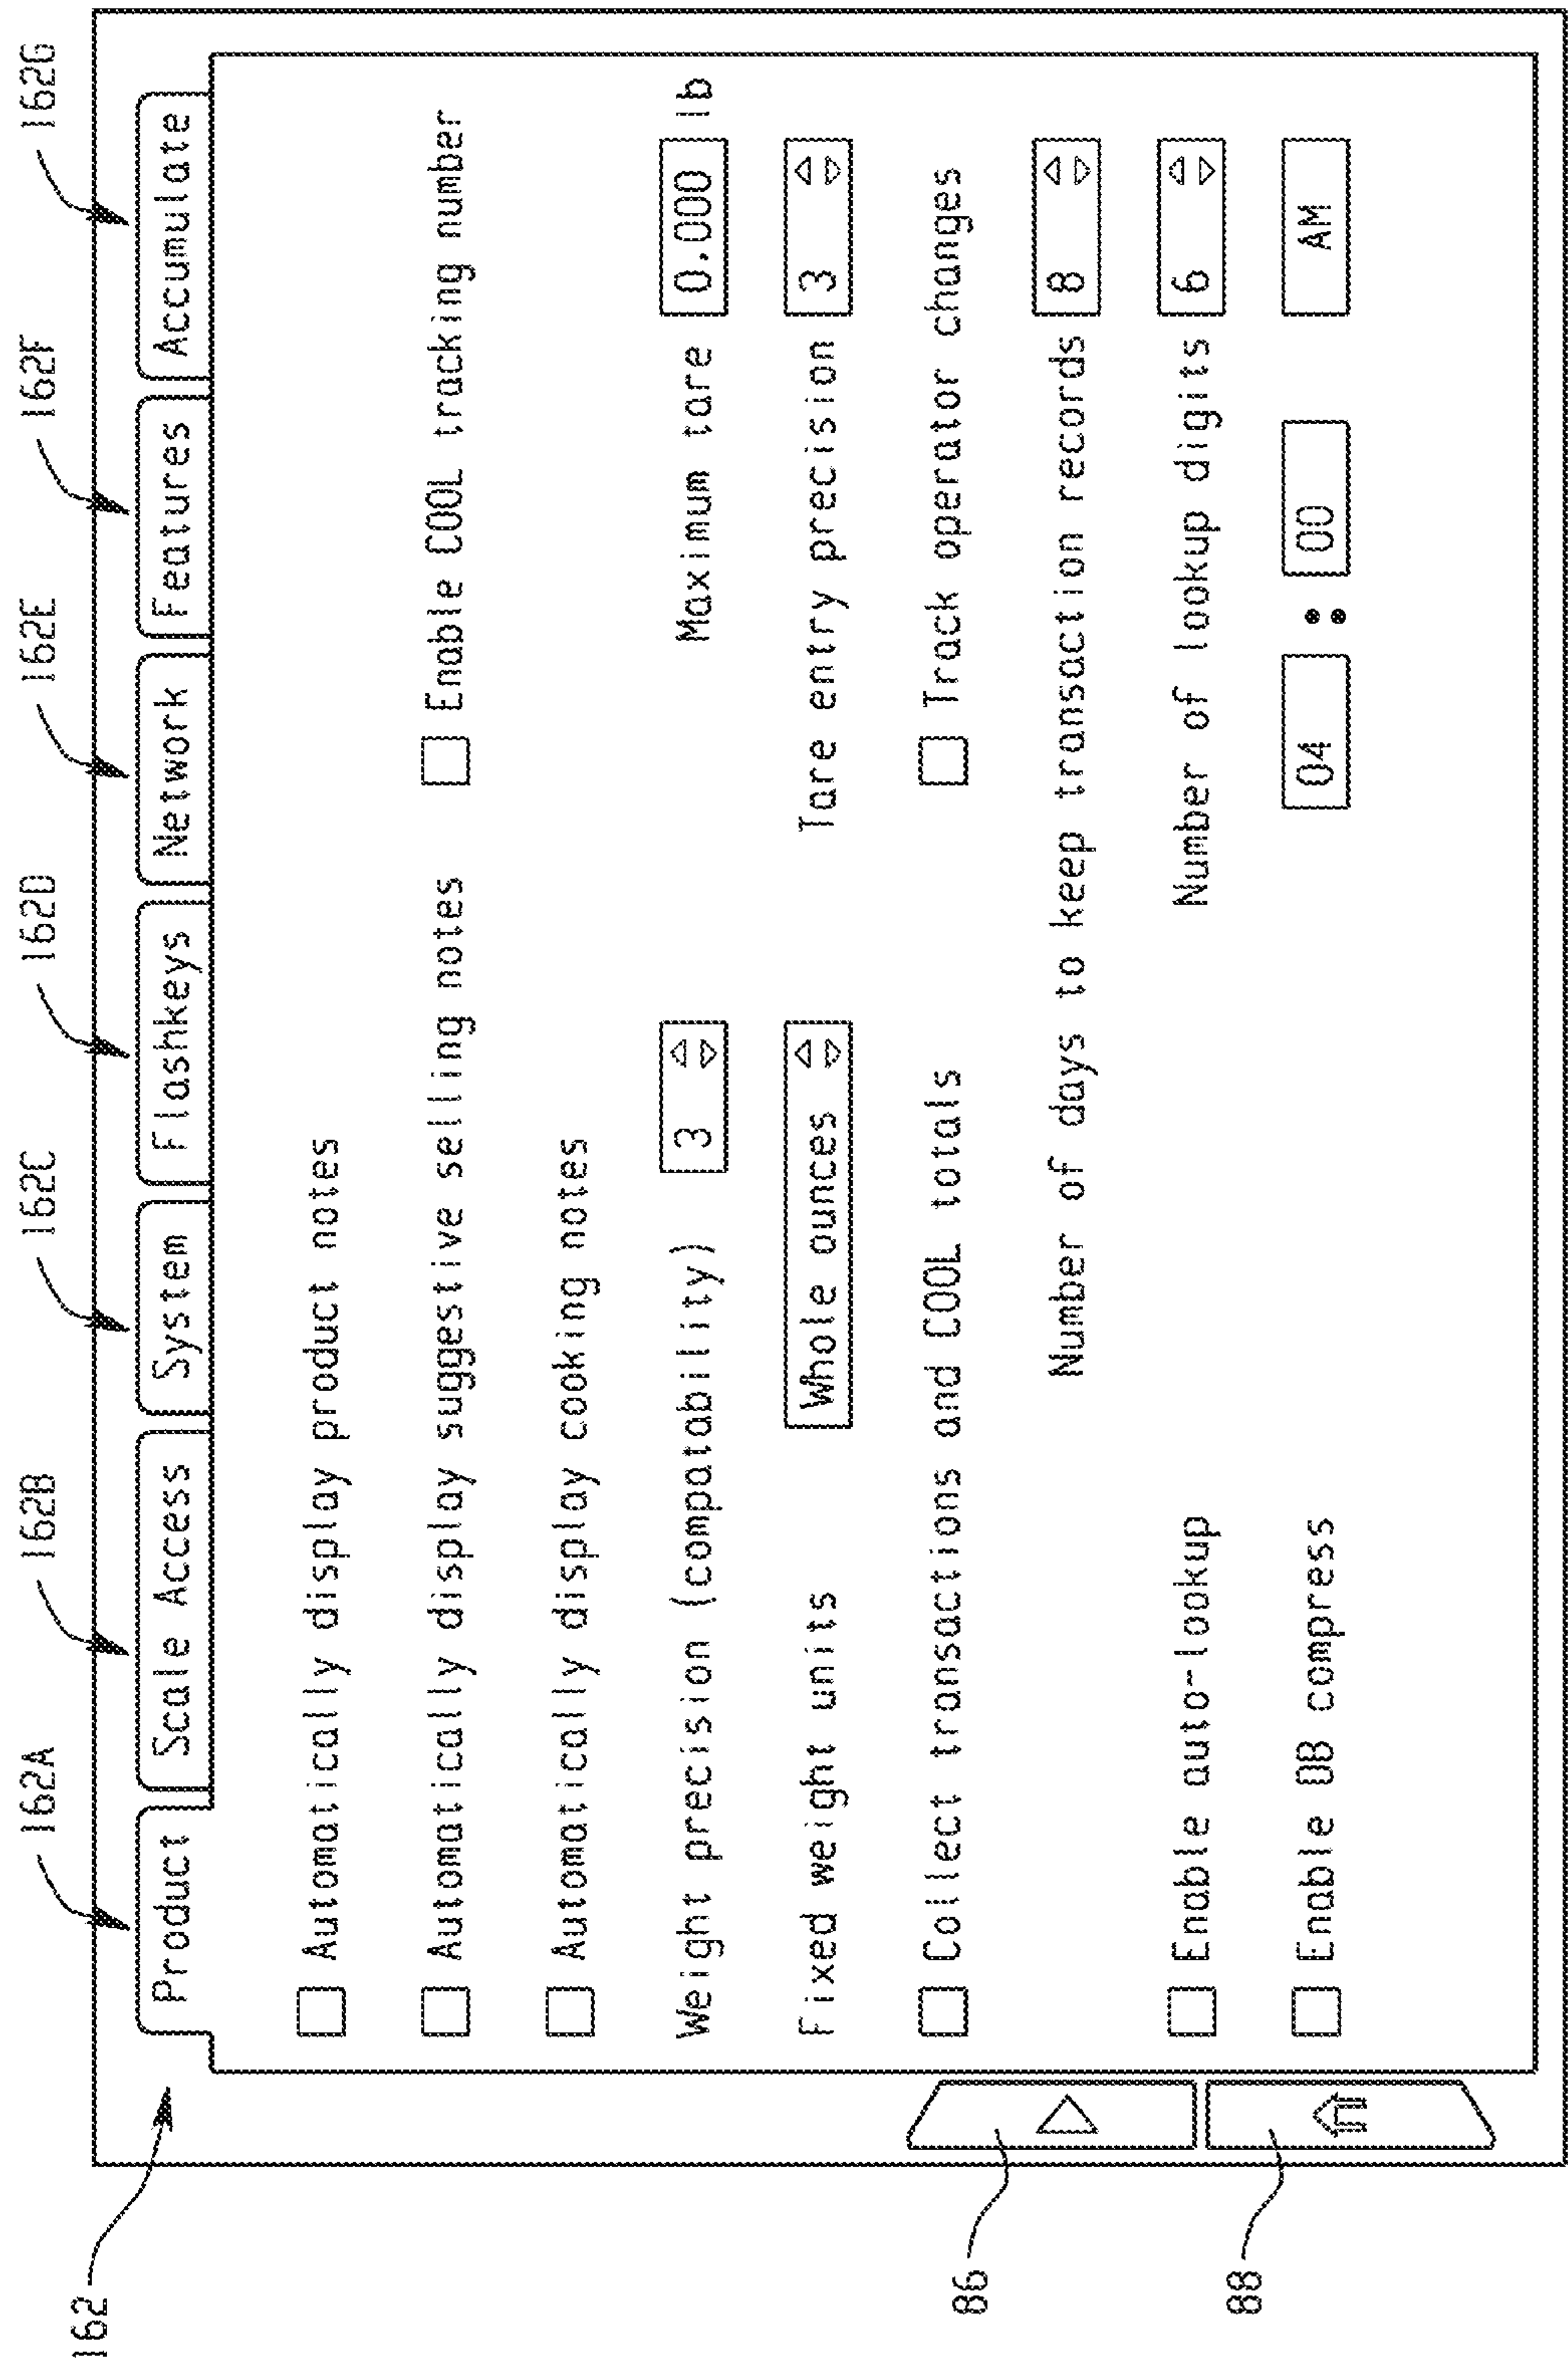 162
162A 162B 162C 162D 162E 162F 162G
Product Scale Access System Flashkeys Network Features Accumulate
Automatically display product notes
Automatically display suggestive selling notes Enable COOL tracking number
Automatically display cooking notes
Weight precision (compatability) 3 Maximum tare 0.000 lb
Fixed weight units Whole ounces Tare entry precision 3
Collect transactions and COOL totals Track operator changes
86
Number of days to keep transaction records 8
Enable auto-lookup Number of lookup digits 6
88
Enable DB compress 04 : 00 AM